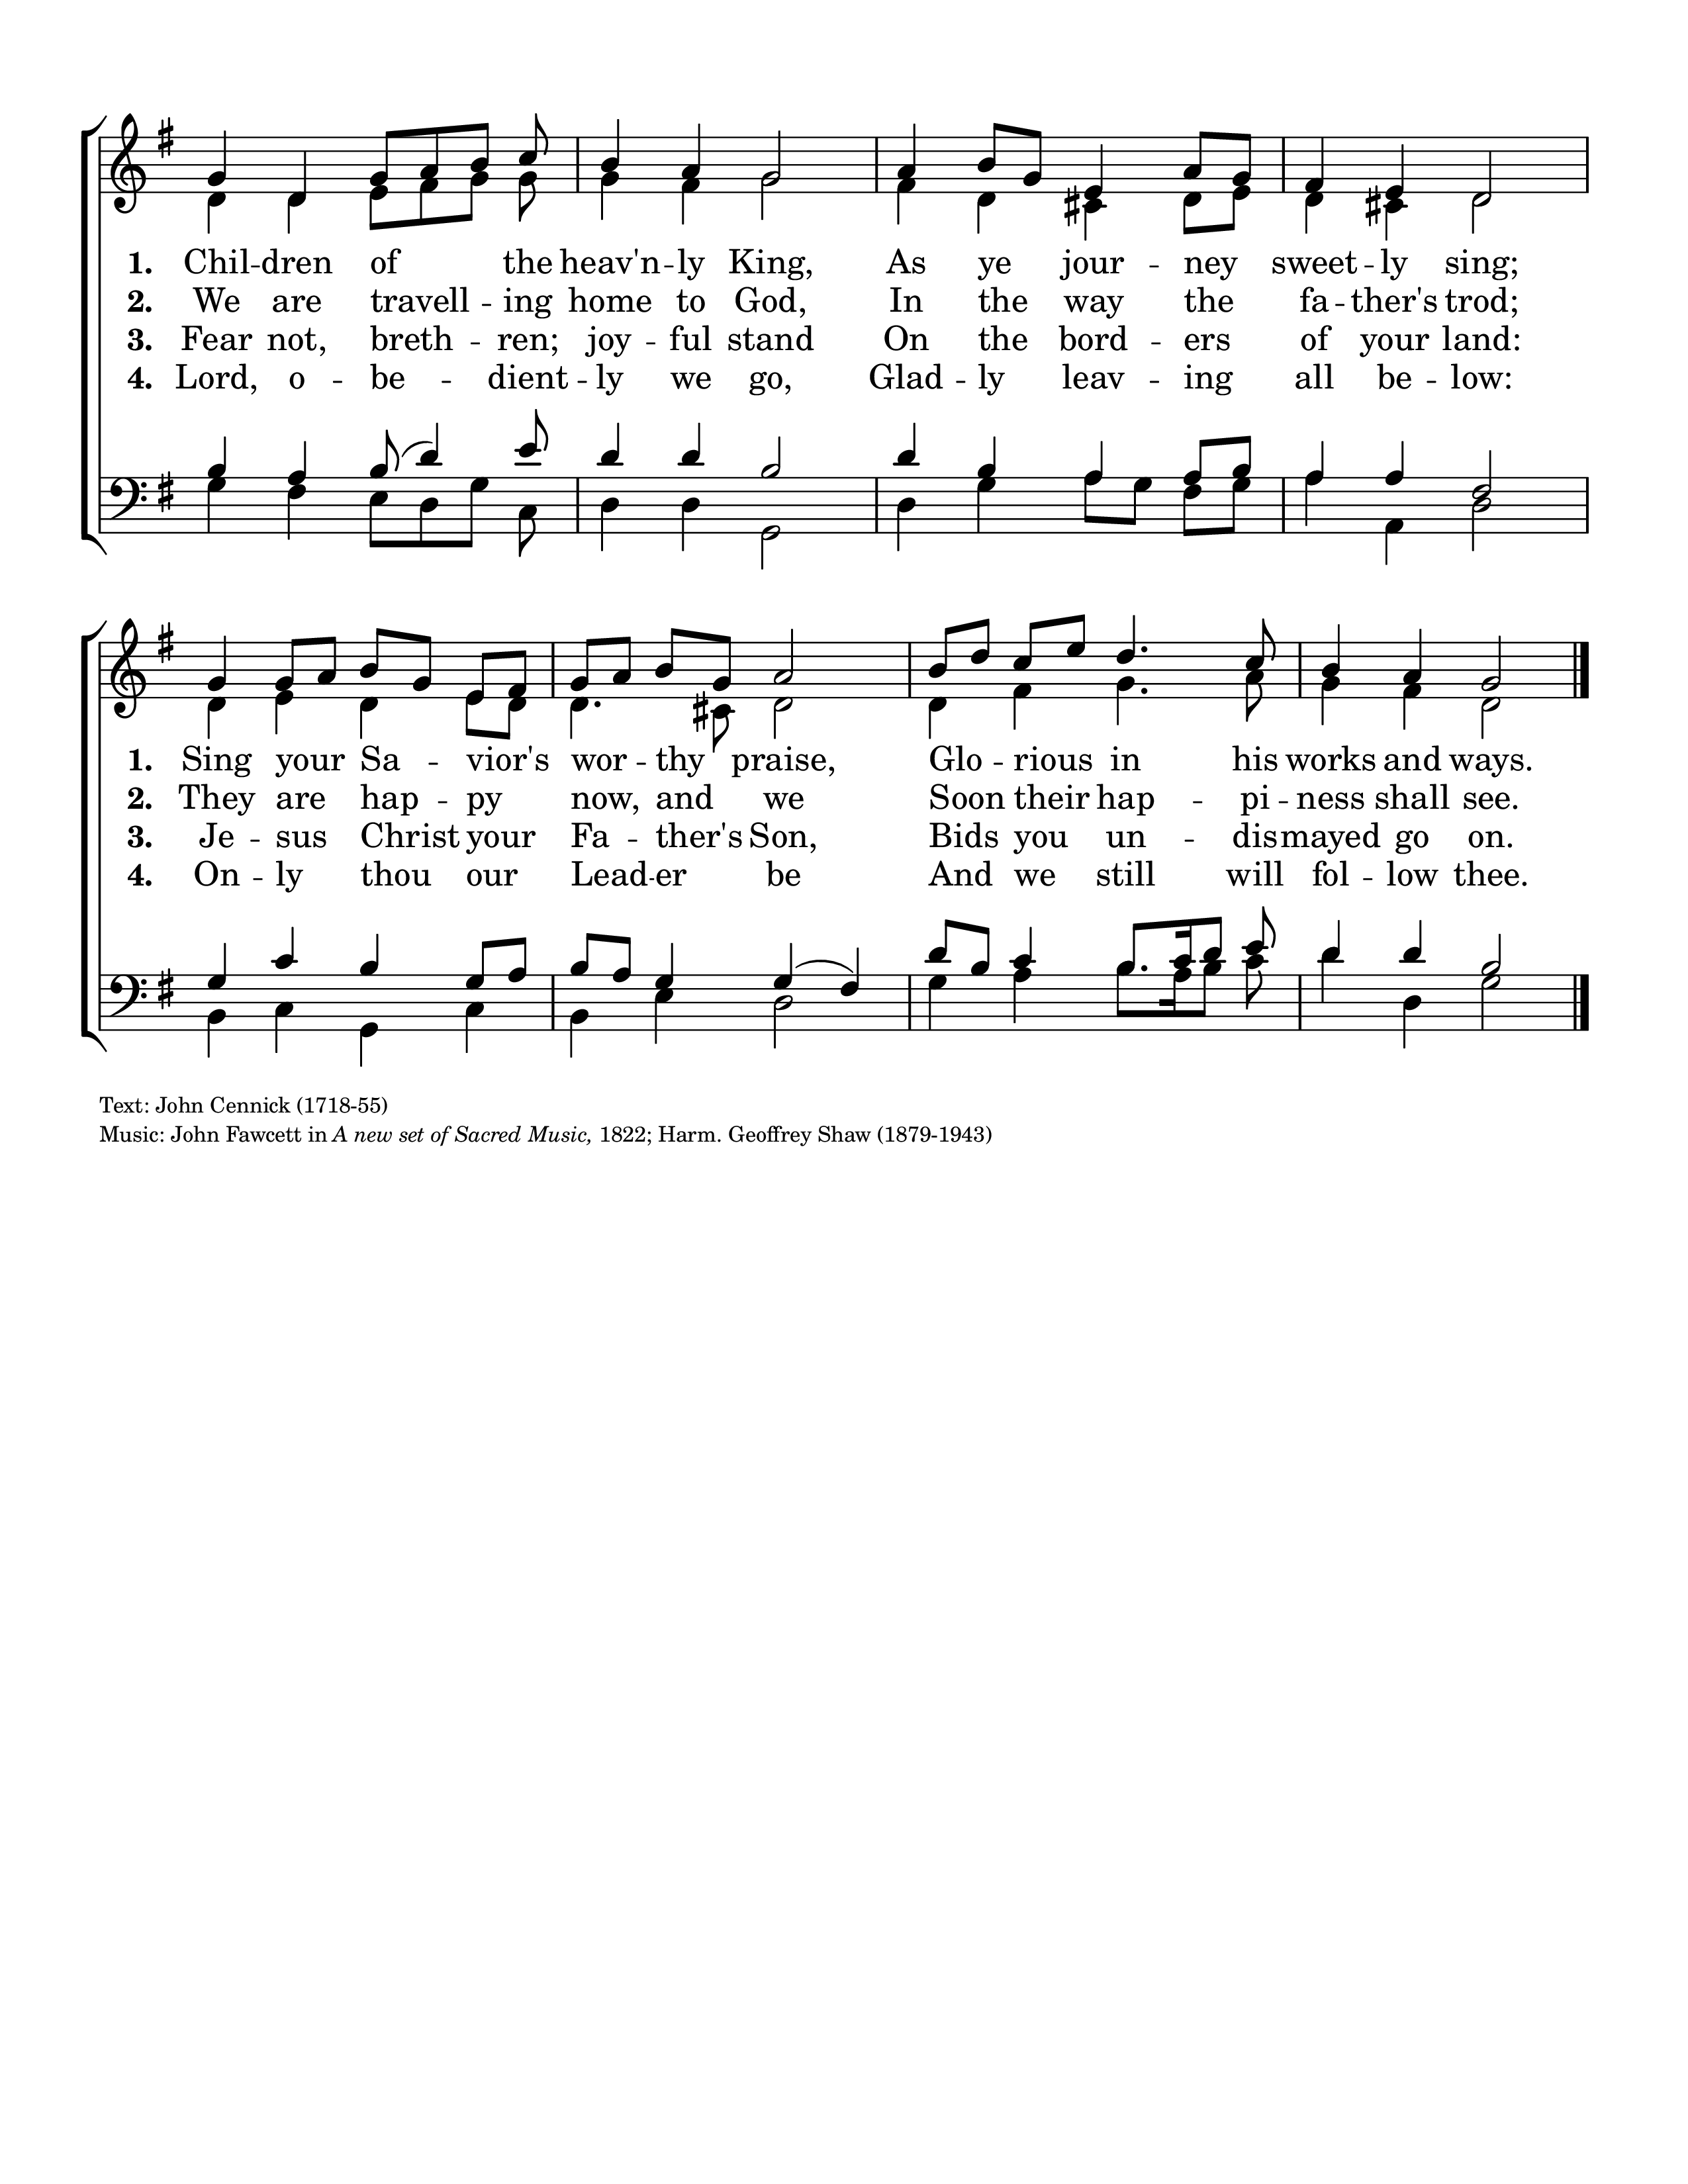 1. Chil -- dren of the heav'n -- ly King, As ye jour -- ney sweet -- ly sing;
2. We are travell -- ing home to God, In the way the fa -- ther's trod;
3. Fear not, breth -- ren; joy -- ful stand On the bord -- ers of your land:
4. Lord, o -- be -- dient -- ly we go, Glad -- ly leav -- ing all be -- low:
1. Sing your Sa -- vior's wor -- thy praise, Glo -- rious in his works and ways.
2. They are hap -- py now, and we Soon their hap -- pi -- ness shall see.
3. Je -- sus Christ your Fa -- ther's Son, Bids you un -- dismayed go on.
4. On -- ly thou our Lead -- er be And we still will fol -- low thee.
Text: John Cennick (1718-55)
Music: John Fawcett in A new set of Sacred Music, 1822; Harm. Geoffrey Shaw (1879-1943)